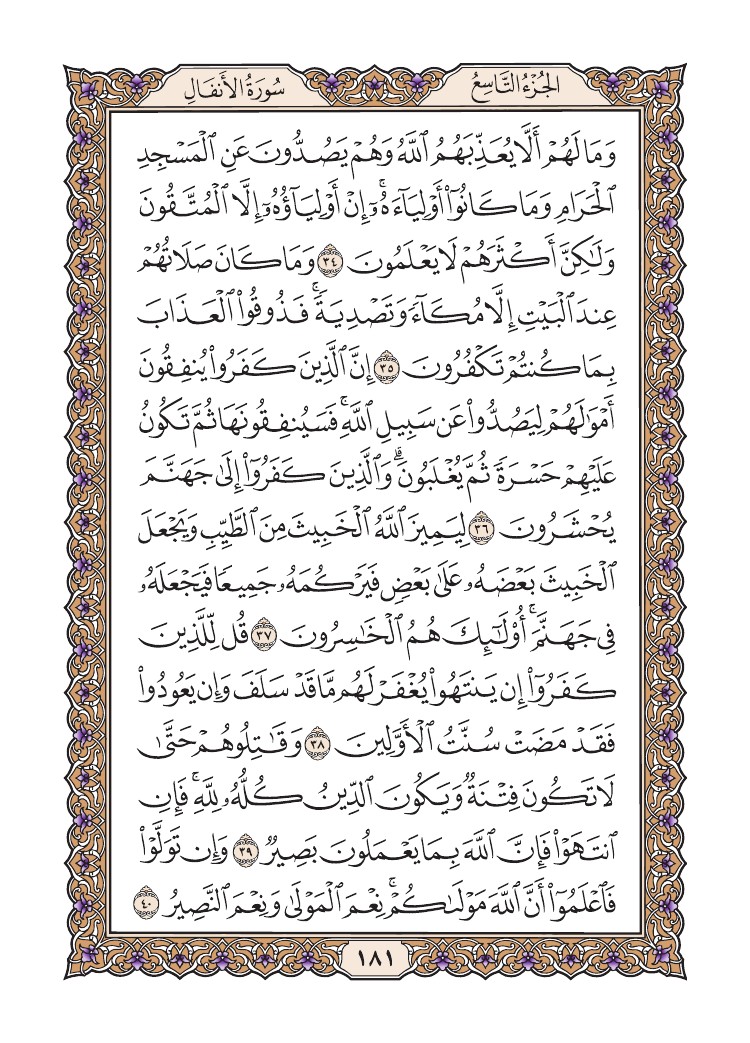 الجُزْءُ التَّاسِعُ
سُورَةُ الأَنفَالِ
وَمَا لَهُمْ أَلَّا يُعَذِّبَهُمُ ٱللَّهُ وَهُمْ يَصُدُّونَ عَنِ ٱلْمَسْجِدِ
ٱلْحَرَامِ وَمَا كَانُوٓا۟ أَوْلِيَآءَهُۥٓ ۚ إِنْ أَوْلِيَآؤُهُۥٓ إِلَّا ٱلْمُتَّقُونَ
وَلَـٰكِنَّ أَكْثَرَهُمْ لَا يَعْلَمُونَ ٣٤ وَمَا كَانَ صَلَاتُهُمْ
عِندَ ٱلْبَيْتِ إِلَّا مُكَآءً وَتَصْدِيَةً ۚ فَذُوقُوا۟ ٱلْعَذَابَ
بِمَا كُنتُمْ تَكْفُرُونَ ٣٥ إِنَّ ٱلَّذِينَ كَفَرُوا۟ يُنفِقُونَ
أَمْوَٰلَهُمْ لِيَصُدُّوا۟ عَن سَبِيلِ ٱللَّهِ ۚ فَسَيُنفِقُونَهَا ثُمَّ تَكُونُ
عَلَيْهِمْ حَسْرَةً ثُمَّ يُغْلَبُونَ ۗ وَٱلَّذِينَ كَفَرُوٓا۟ إِلَىٰ جَهَنَّمَ
يُحْشَرُونَ ٣٦ لِيَمِيزَ ٱللَّهُ ٱلْخَبِيثَ مِنَ ٱلطَّيِّبِ وَيَجْعَلَ
ٱلْخَبِيثَ بَعْضَهُۥ عَلَىٰ بَعْضٍ فَيَرْكُمَهُۥ جَمِيعًا فَيَجْعَلَهُۥ
فِى جَهَنَّمَ ۚ أُو۟لَـٰٓئِكَ هُمُ ٱلْخَـٰسِرُونَ ٣٧ قُل لِّلَّذِينَ
كَفَرُوٓا۟ إِن يَنتَهُوا۟ يُغْفَرْ لَهُم مَّا قَدْ سَلَفَ وَإِن يَعُودُوا۟
فَقَدْ مَضَتْ سُنَّتُ ٱلْأَوَّلِينَ ٣٨ وَقَـٰتِلُوهُمْ حَتَّىٰ
لَا تَكُونَ فِتْنَةٌ وَيَكُونَ ٱلدِّينُ كُلُّهُۥ لِلَّهِ ۚ فَإِنِ
ٱنتَهَوْا۟ فَإِنَّ ٱللَّهَ بِمَا يَعْمَلُونَ بَصِيرٌ ٣٩ وَإِن تَوَلَّوْا۟
فَٱعْلَمُوٓا۟ أَنَّ ٱللَّهَ مَوْلَىٰكُمْ ۚ نِعْمَ ٱلْمَوْلَىٰ وَنِعْمَ ٱلنَّصِيرُ ٤٠
١٨١